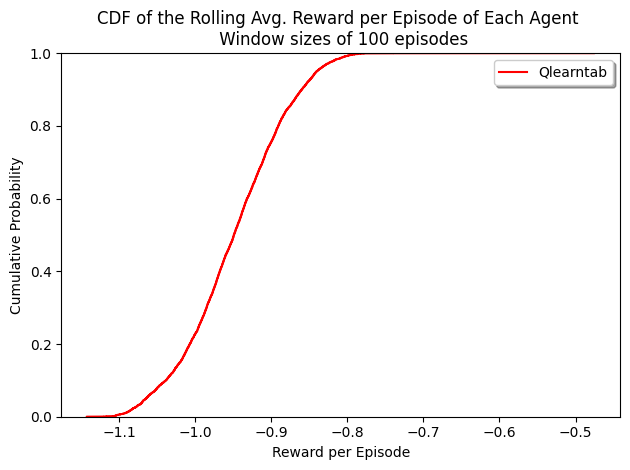 CDF of the Rolling Avg. Reward per Episode of Each Agent
Window sizes of 100 episodes
Qlearntab
Cumulative Probability
1.0
0.8
0.6
0.4
0.2
0.0
−1.1
−1.0
−0.9
−0.8
−0.7
−0.6
−0.5
Reward per Episode